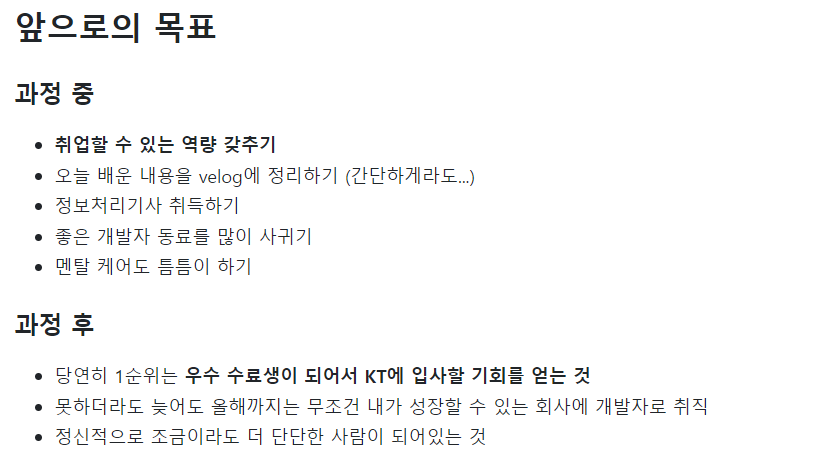 앞으로의 목표
과정 중
취업할 수 있는 역량 갖추기
오늘 배운 내용을 velog에 정리하기 (간단하게라도...)
정보처리기사 취득하기
좋은 개발자 동료를 많이 사귀기
멘탈 케어도 틈틈이 하기
과정 후
당연히 1순위는 우수 수료생이 되어서 KT에 입사할 기회를 얻는 것
못하더라도 늦어도 올해까지는 무조건 내가 성장할 수 있는 회사에 개발자로 취직
정신적으로 조금이라도 더 단단한 사람이 되어있는 것